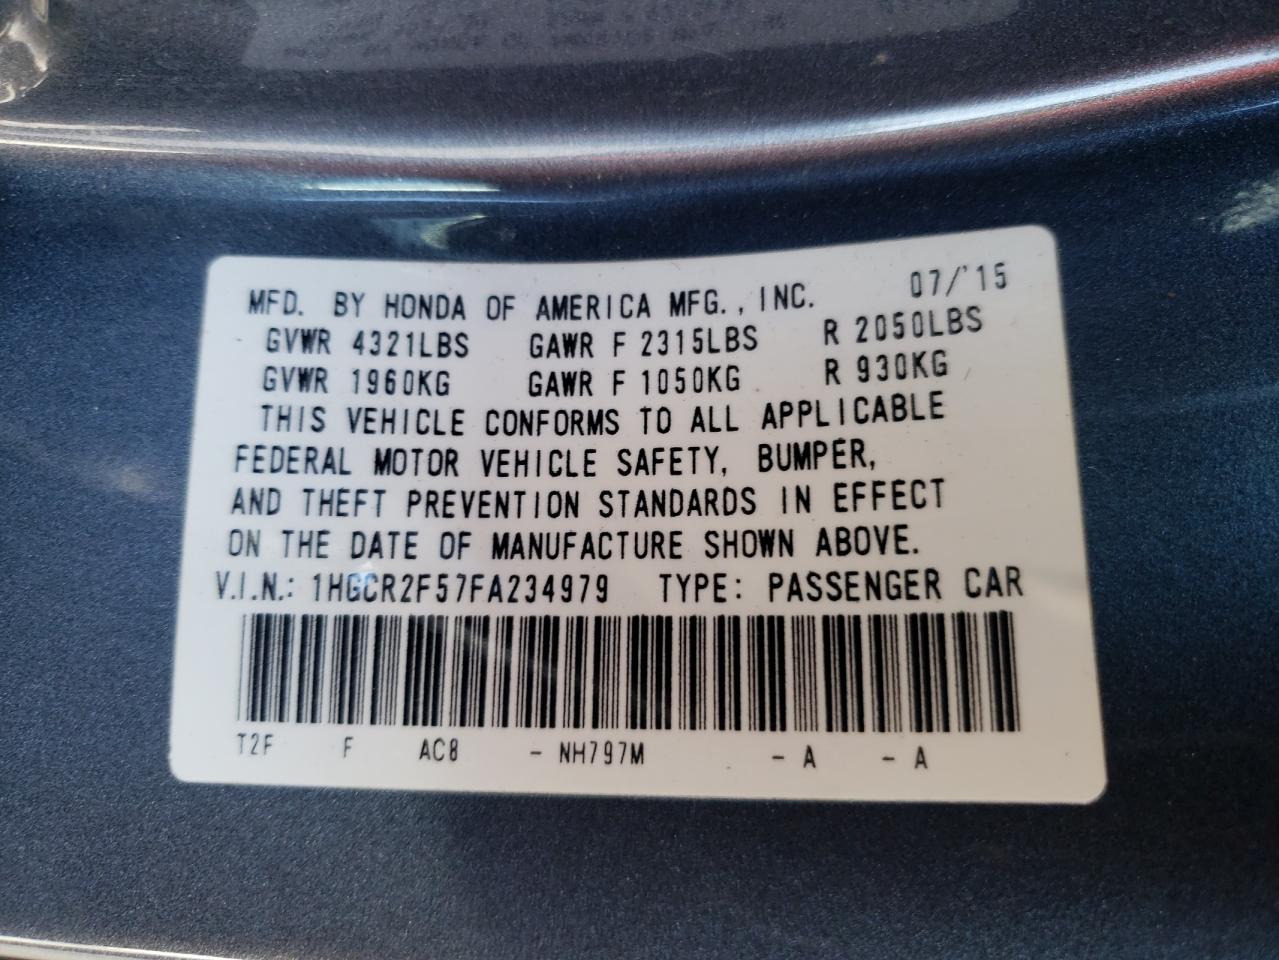 MFD. BY HONDA OF AMERICA MFG., INC. 07/'15
GVWR 4321LBS GAWR F 2315LBS R 2050LBS
GVWR 1960KG GAWR F 1050KG R 930KG
THIS VEHICLE CONFORMS TO ALL APPLICABLE
FEDERAL MOTOR VEHICLE SAFETY, BUMPER,
AND THEFT PREVENTION STANDARDS IN EFFECT
ON THE DATE OF MANUFACTURE SHOWN ABOVE.
V.I.N.: 1HGCR2F57FA234979 TYPE: PASSENGER CAR
T2F F AC8 - NH797M - A - A